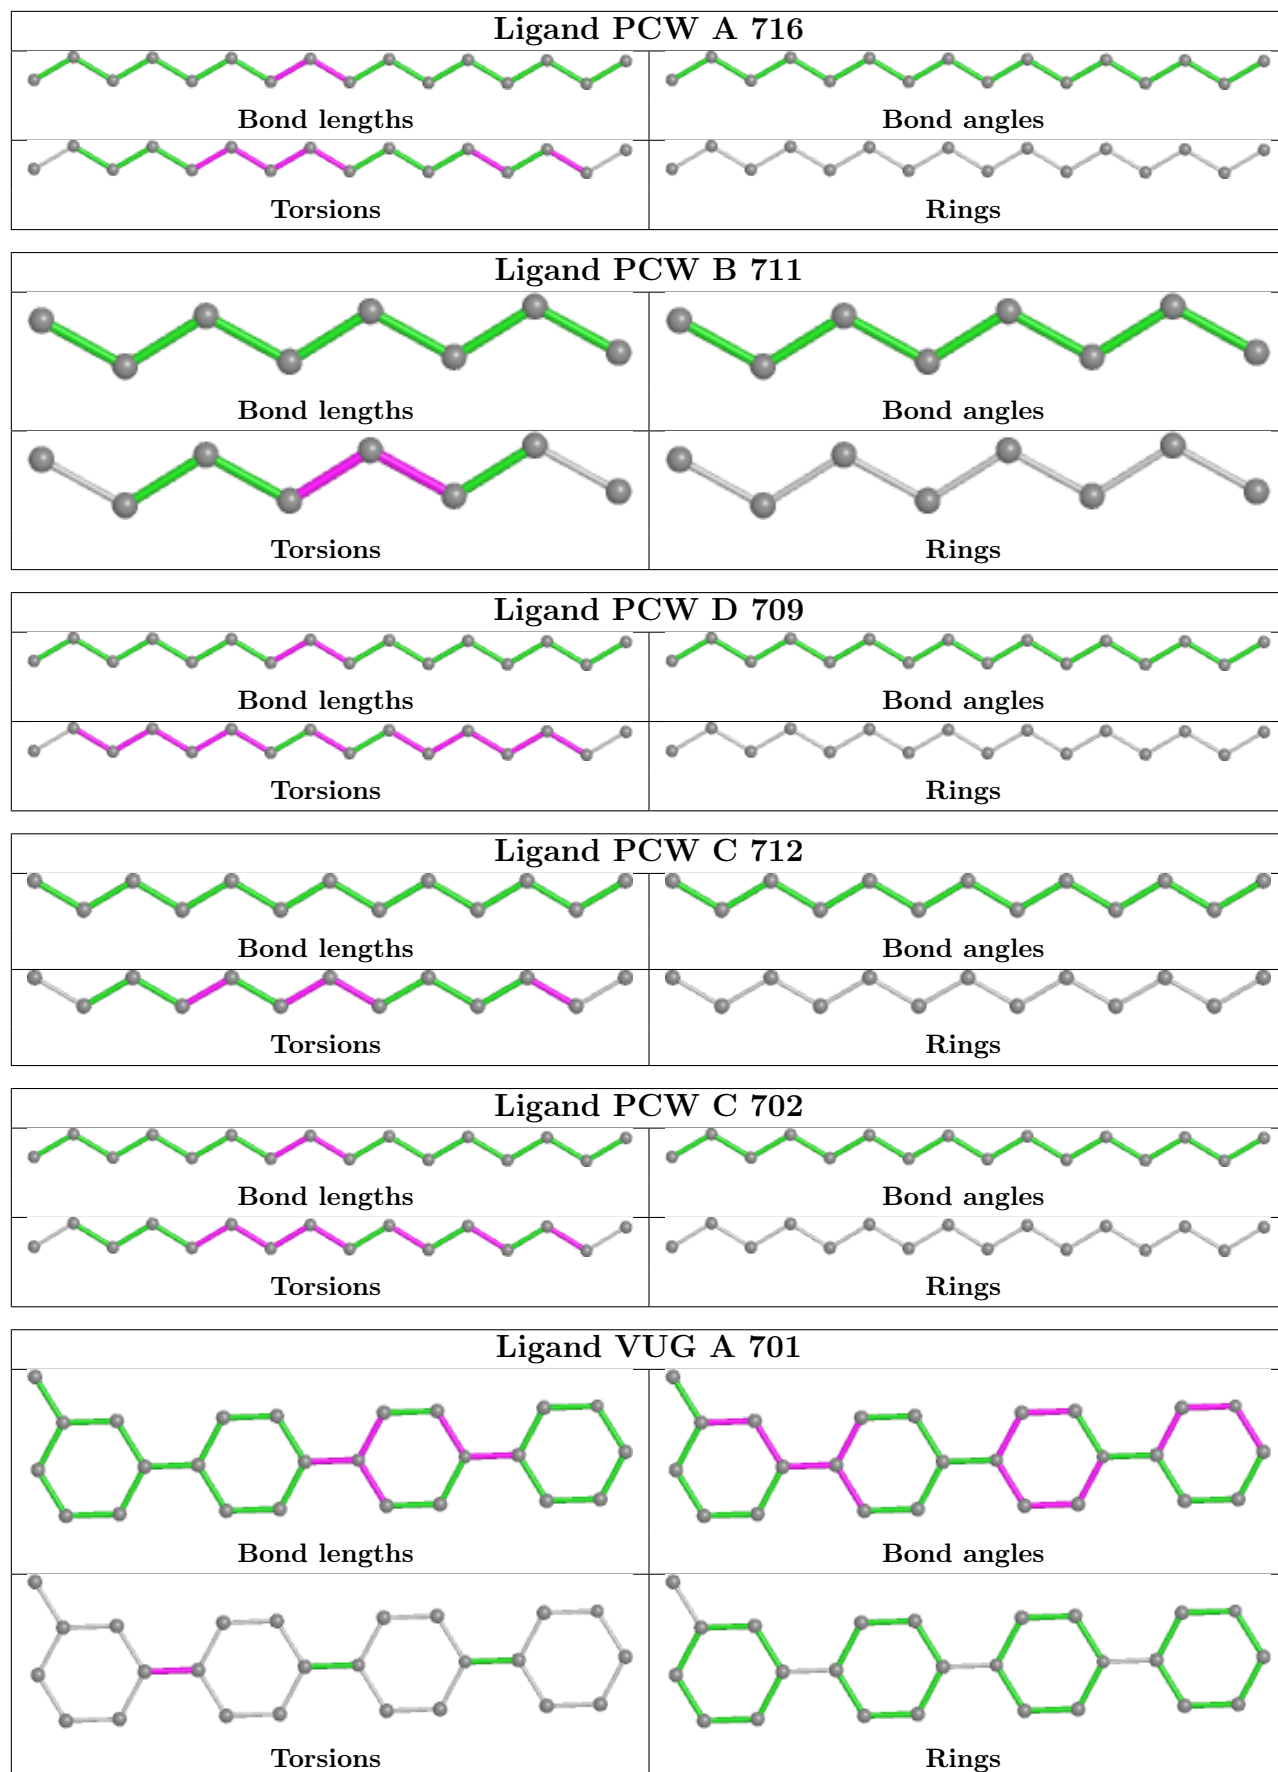 Ligand PCW A 716
Bond lengths
Bond angles
Torsions
Rings
Ligand PCW B 711
Bond lengths
Bond angles
Torsions
Rings
Ligand PCW D 709
Bond lengths
Bond angles
Torsions
Rings
Ligand PCW C 712
Bond lengths
Bond angles
Torsions
Rings
Ligand PCW C 702
Bond lengths
Bond angles
Torsions
Rings
Ligand VUG A 701
Bond lengths
Bond angles
Torsions
Rings